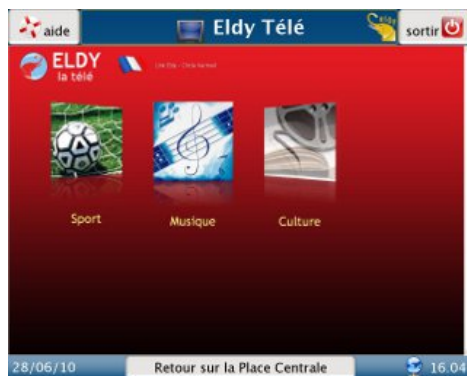 aide
Eldy Télé
sortir
ELDY
la télé
Sport
Musique
Culture
28/06/10
Retour sur la Place Centrale
16.04